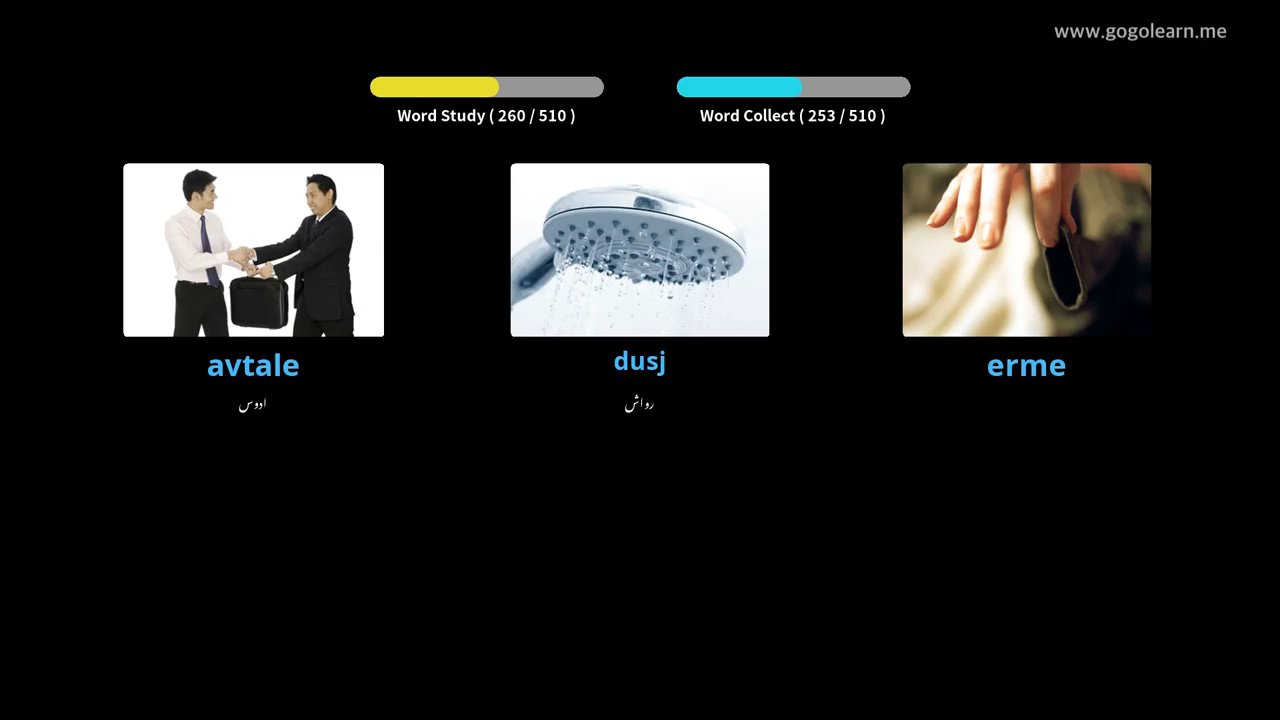 www.gogolearn.me
Word Study ( 260 / 510 )
Word Collect ( 253 / 510 )
avtale
dusj
erme
ادوس
رواش